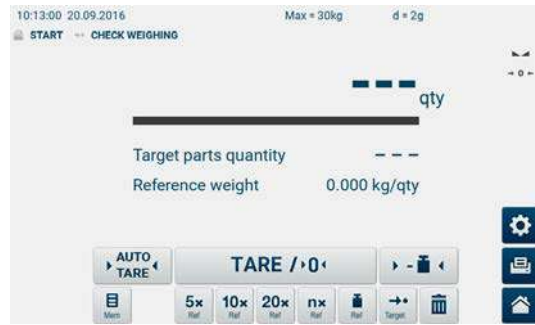 10:13:00 20.09.2016 Max = 30kg d = 2g
START CHECK WEIGHING
→ 0 ←
--- qty
Target parts quantity ---
Reference weight 0.000 kg/qty
AUTO TARE
TARE / 0
Mem
5x Ref
10x Ref
20x Ref
nx Ref
Ref
Target